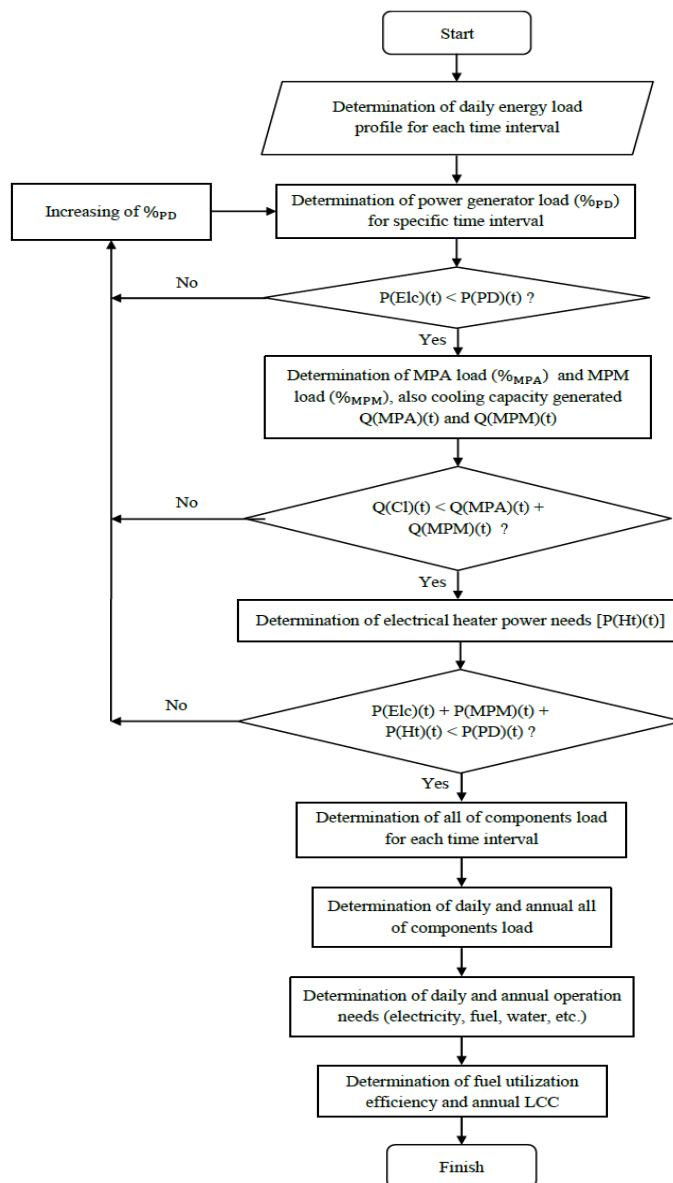 Start
Determination of daily energy load
profile for each time interval
Increasing of %PD
Determination of power generator load (%PD)
for specific time interval
No
P(Elc)(t) < P(PD)(t) ?
Yes
Determination of MPA load (%MPA) and MPM
load (%MPM), also cooling capacity generated
Q(MPA)(t) and Q(MPM)(t)
No
Q(Cl)(t) < Q(MPA)(t) +
Q(MPM)(t) ?
Yes
Determination of electrical heater power needs [P(Ht)(t)]
No
P(Elc)(t) + P(MPM)(t) +
P(Ht)(t) < P(PD)(t) ?
Yes
Determination of all of components load
for each time interval
Determination of daily and annual all
of components load
Determination of daily and annual operation
needs (electricity, fuel, water, etc.)
Determination of fuel utilization
efficiency and annual LCC
Finish